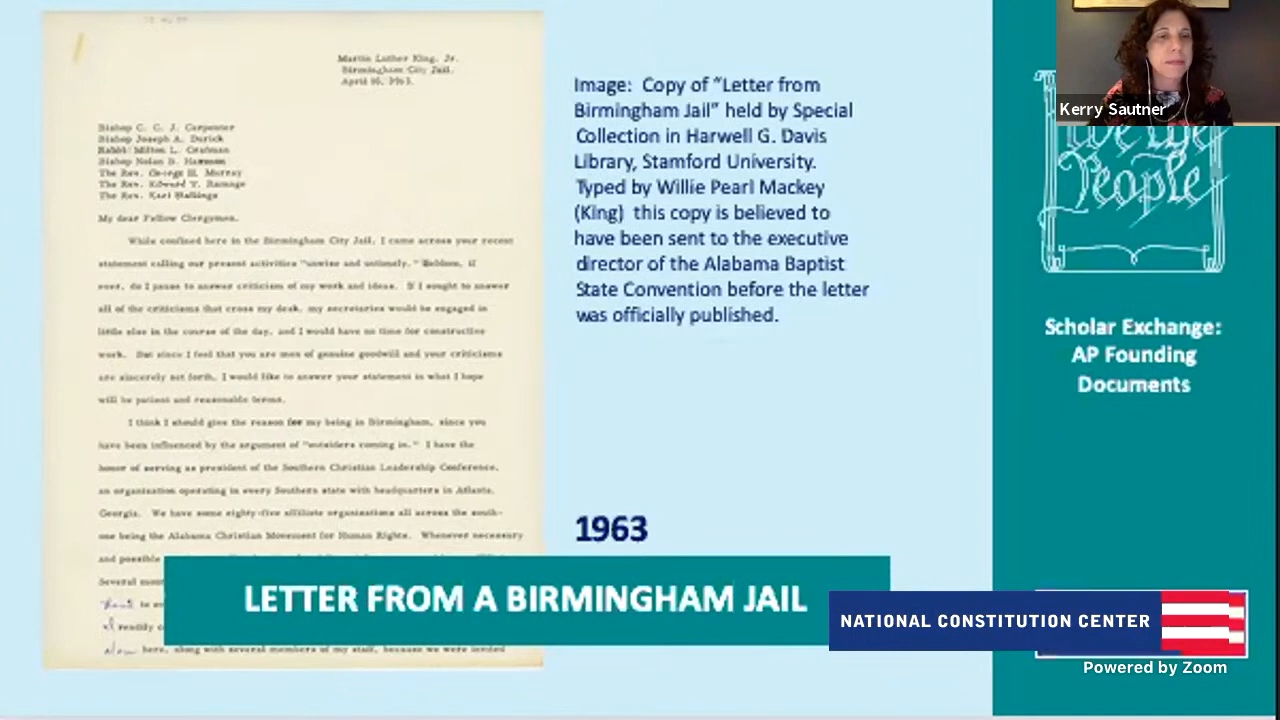 Martin Luther King, Jr.
Birmingham City Jail.
April 16, 1963.
Bishop C. C. J. Carpenter
Bishop Joseph A. Durick
Rabbi Milton L. Grafman
Bishop Nolan B. Harmon
The Rev. George H. Murray
The Rev. Edward V. Ramage
The Rev. Earl Stallings
My dear Fellow Clergymen,
While confined here in the Birmingham City Jail, I came across your recent
statement calling our present activities "unwise and untimely." Seldom, if
ever, do I pause to answer criticism of my work and ideas. If I sought to answer
all of the criticisms that cross my desk, my secretaries would be engaged in
little else in the course of the day, and I would have no time for constructive
work. But since I feel that you are men of genuine goodwill and your criticisms
are sincerely set forth, I would like to answer your statement in what I hope
will be patient and reasonable terms.
I think I should give the reason for my being in Birmingham, since you
have been influenced by the argument of "outsiders coming in." I have the
honor of serving as president of the Southern Christian Leadership Conference,
an organization operating in every Southern state with headquarters in Atlanta,
Georgia. We have some eighty-five affiliate organizations all across the south-
one being the Alabama Christian Movement for Human Rights. Whenever necessary
and possible
Several
to
I readily
here, along with several members of my staff, because we were invited
Image: Copy of "Letter from
Birmingham Jail" held by Special
Collection in Harwell G. Davis
Library, Stamford University.
Typed by Willie Pearl Mackey
(King) this copy is believed to
have been sent to the executive
director of the Alabama Baptist
State Convention before the letter
was officially published.
1963
LETTER FROM A BIRMINGHAM JAIL
Kerry Sautner
We the
People
Scholar Exchange:
AP Founding
Documents
NATIONAL CONSTITUTION CENTER
Powered by Zoom